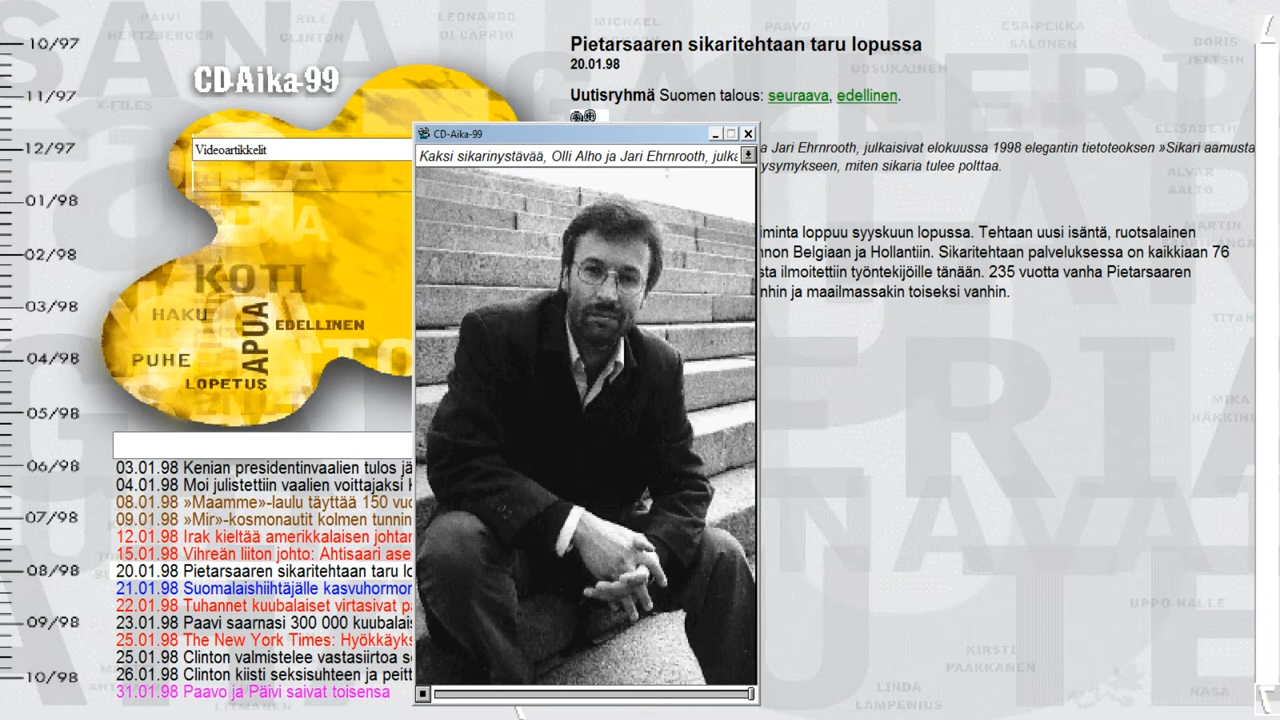 10/97
11/97
12/97
01/98
02/98
03/98
04/98
05/98
06/98
07/98
08/98
09/98
10/98
PÄIVI
HERTZBERGER
BILL
CLINTON
LEONARDO
DI CAPRIO
MICHAEL
PAAVO
ESA-PEKKA
SALONEN
BORIS
JELTSIN
UOSUKAINEN
X-FILES
ELISABETH
ALVAR
AALTO
MARTIN
TITAN
MIKA
HÄKKIN
UPPO-NALLE
KIRSTI
PAAKKANEN
LINDA
LAMPENIUS
NASA
CD-Aika-99
Videoartikkelit
KOTI
HAKU
APUA
EDELLINEN
PUHE
LOPETUS
03.01.98 Kenian presidentinvaalien tulos jä
04.01.98 Moi julistettiin vaalien voittajaksi K
08.01.98 »Maamme»-laulu täyttää 150 vuo
09.01.98 »Mir»-kosmonautit kolmen tunnin
12.01.98 Irak kieltää amerikkalaisen johtar
15.01.98 Vihreän liiton johto: Ahtisaari ase
20.01.98 Pietarsaaren sikaritehtaan taru lo
21.01.98 Suomalaishiihtäjälle kasvuhormor
22.01.98 Tuhannet kuubalaiset virtasivat pa
23.01.98 Paavi saarnasi 300 000 kuubalais
25.01.98 The New York Times: Hyökkäyks
25.01.98 Clinton valmistelee vastasiirtoa se
26.01.98 Clinton kiisti seksisuhteen ja peitt
31.01.98 Paavo ja Päivi saivat toisensa
Pietarsaaren sikaritehtaan taru lopussa
20.01.98
Uutisryhmä Suomen talous: seuraava, edellinen.
CD-Aika-99
Kaksi sikarinystävää, Olli Alho ja Jari Ehrnrooth, julka
a Jari Ehrnrooth, julkaisivat elokuussa 1998 elegantin tietoteoksen »Sikari aamusta
ysymykseen, miten sikaria tulee polttaa.
iminta loppuu syyskuun lopussa. Tehtaan uusi isäntä, ruotsalainen
nnon Belgiaan ja Hollantiin. Sikaritehtaan palveluksessa on kaikkiaan 76
sta ilmoitettiin työntekijöille tänään. 235 vuotta vanha Pietarsaaren
nhin ja maailmassakin toiseksi vanhin.